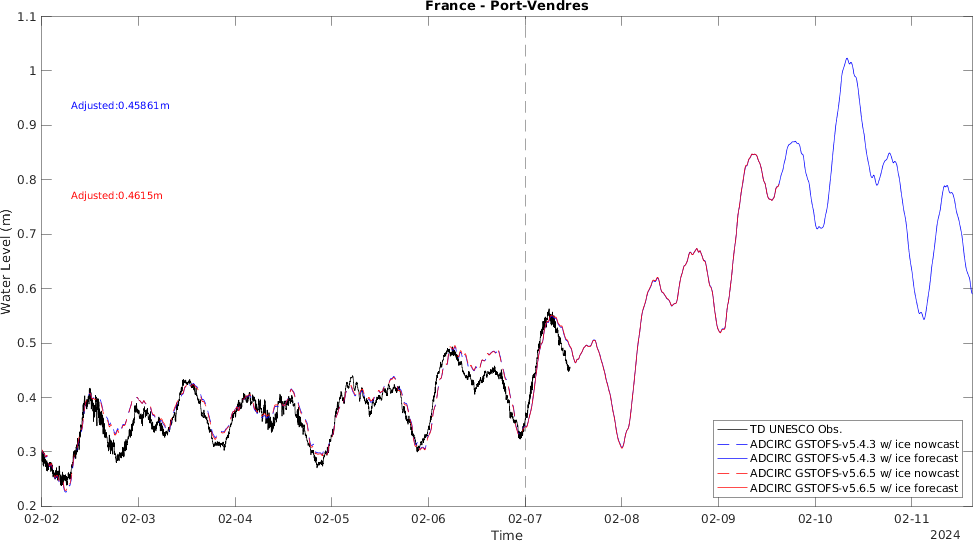 France - Port-Vendres
1.1
1
0.9
0.8
0.7
0.6
0.5
0.4
0.3
0.2
Water Level (m)
Adjusted:0.45861m
Adjusted:0.4615m
TD UNESCO Obs.
ADCIRC GSTOFS-v5.4.3 w/ ice nowcast
ADCIRC GSTOFS-v5.4.3 w/ ice forecast
ADCIRC GSTOFS-v5.6.5 w/ ice nowcast
ADCIRC GSTOFS-v5.6.5 w/ ice forecast
02-02 02-03 02-04 02-05 02-06 02-07 02-08 02-09 02-10 02-11
Time
2024